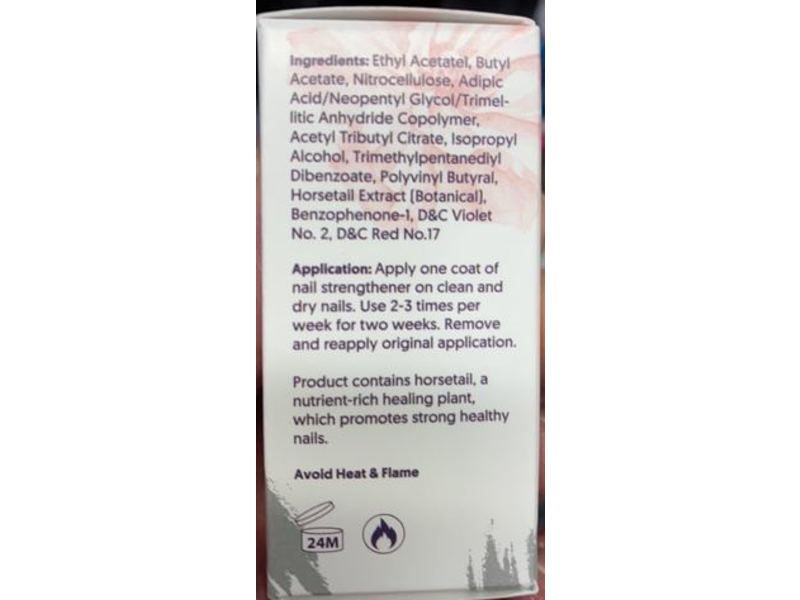 Ingredients: Ethyl Acetatel, Butyl
Acetate, Nitrocellulose, Adipic
Acid/Neopentyl Glycol/Trimel-
litic Anhydride Copolymer,
Acetyl Tributyl Citrate, Isopropyl
Alcohol, Trimethylpentanediyl
Dibenzoate, Polyvinyl Butyral,
Horsetail Extract (Botanical),
Benzophenone-1, D&C Violet
No. 2, D&C Red No.17
Application: Apply one coat of
nail strengthener on clean and
dry nails. Use 2-3 times per
week for two weeks. Remove
and reapply original application.
Product contains horsetail, a
nutrient-rich healing plant,
which promotes strong healthy
nails.
Avoid Heat & Flame
24M